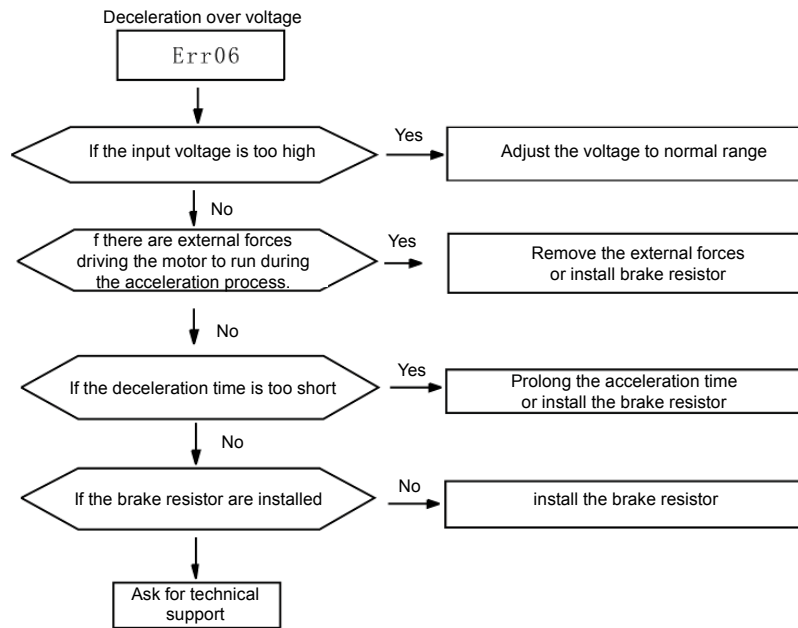 Deceleration over voltage
Err06
If the input voltage is too high
Yes
Adjust the voltage to normal range
No
f there are external forces
driving the motor to run during
the acceleration process.
Yes
Remove the external forces
or install brake resistor
No
If the deceleration time is too short
Yes
Prolong the acceleration time
or install the brake resistor
No
If the brake resistor are installed
No
install the brake resistor
Ask for technical
support